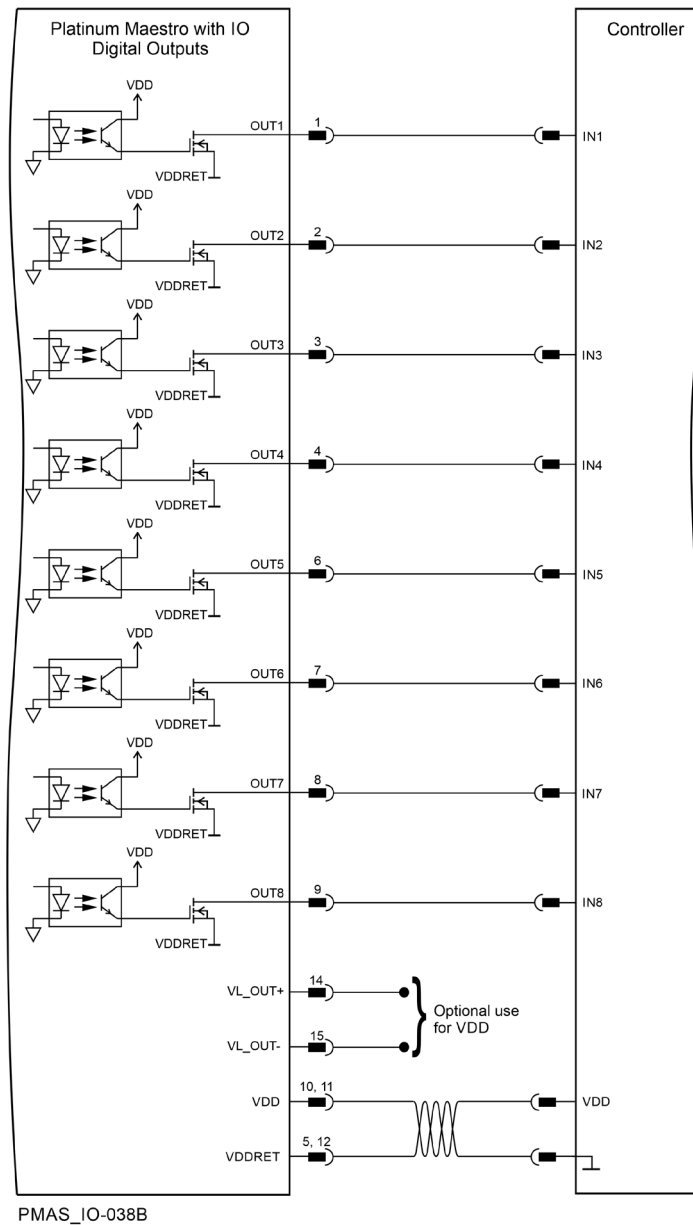 Platinum Maestro with IO
Digital Outputs
Controller
VDD
OUT1
1
IN1
VDDRET
VDD
OUT2
2
IN2
VDDRET
VDD
OUT3
3
IN3
VDDRET
VDD
OUT4
4
IN4
VDDRET
VDD
OUT5
6
IN5
VDDRET
VDD
OUT6
7
IN6
VDDRET
VDD
OUT7
8
IN7
VDDRET
VDD
OUT8
9
IN8
VDDRET
VL_OUT+
14
Optional use
for VDD
VL_OUT-
15
VDD
10, 11
VDD
VDDRET
5, 12
PMAS_IO-038B